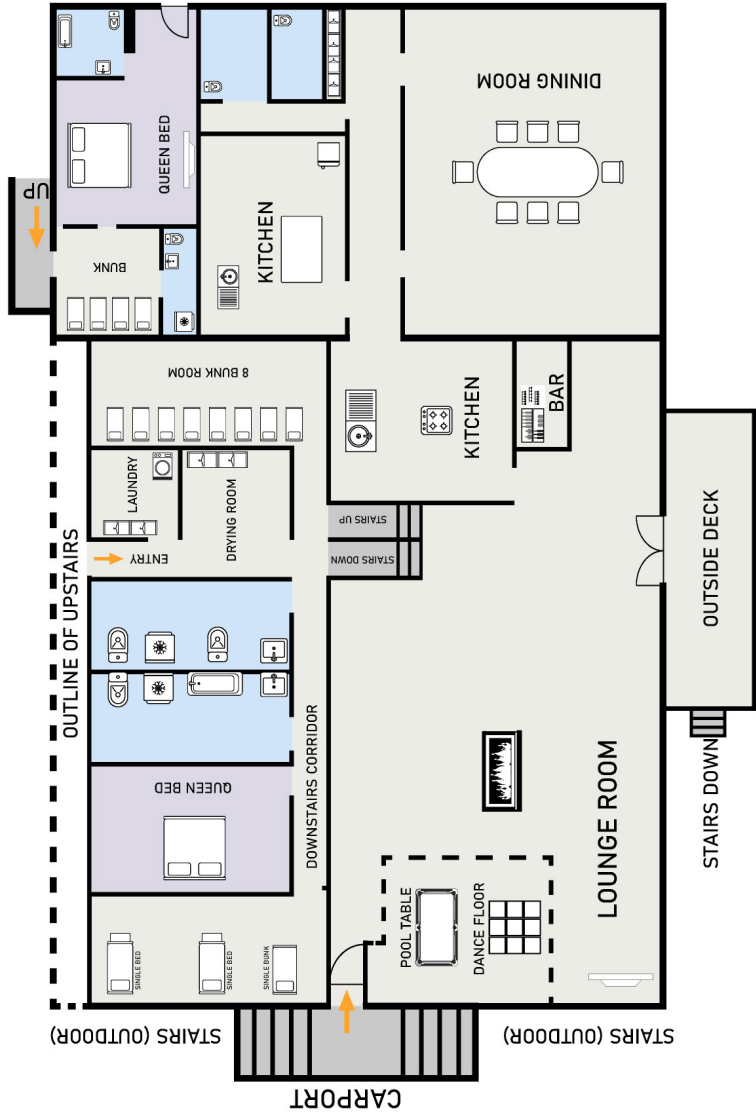 UP
QUEEN BED
DINING ROOM
BUNK
KITCHEN
8 BUNK ROOM
KITCHEN
BAR
LAUNDRY
DRYING ROOM
STAIRS UP
ENTRY
STAIRS DOWN
OUTLINE OF UPSTAIRS
OUTSIDE DECK
QUEEN BED
DOWNSTAIRS CORRIDOR
STAIRS DOWN
LOUNGE ROOM
POOL TABLE
DANCE FLOOR
SINGLE BED
SINGLE BED
SINGLE BUNK
STAIRS (OUTDOOR)
STAIRS (OUTDOOR)
CARPORT